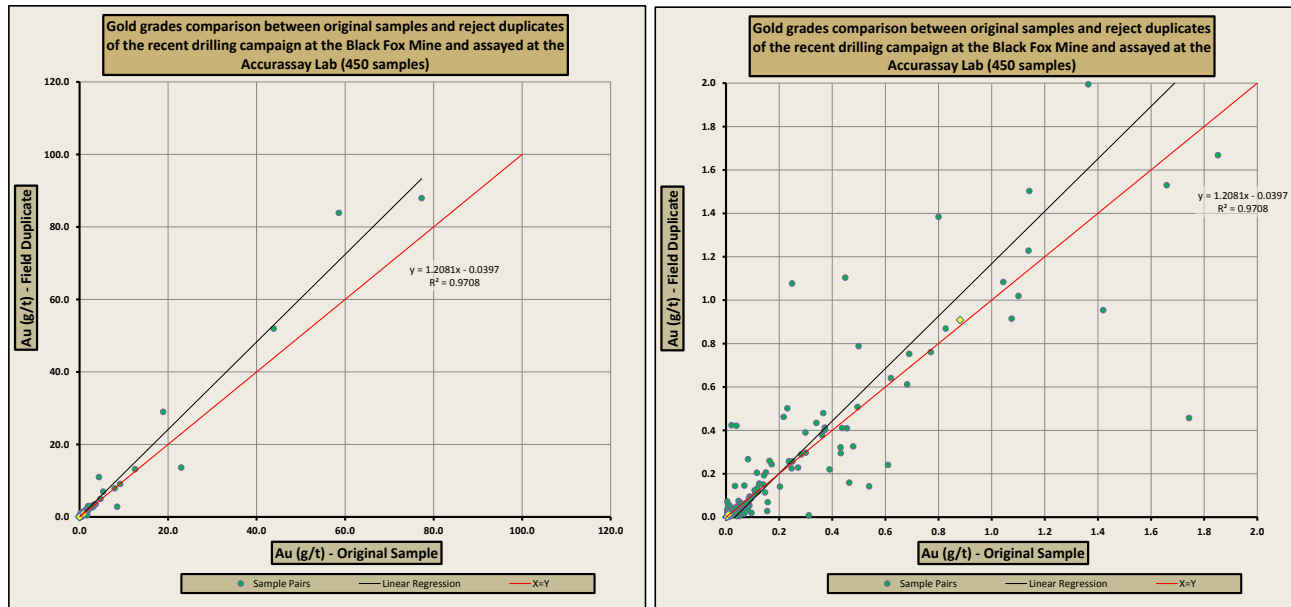 Gold grades comparison between original samples and reject duplicates
of the recent drilling campaign at the Black Fox Mine and assayed at the
Accurassay Lab (450 samples)
120.0
100.0
80.0
60.0
40.0
20.0
0.0
0.0 20.0 40.0 60.0 80.0 100.0 120.0
Au (g/t) - Field Duplicate
y = 1.2081x - 0.0397
R² = 0.9708
Au (g/t) - Original Sample
Sample Pairs Linear Regression X=Y
Gold grades comparison between original samples and reject duplicates
of the recent drilling campaign at the Black Fox Mine and assayed at the
Accurassay Lab (450 samples)
2.0
1.8
1.6
1.4
1.2
1.0
0.8
0.6
0.4
0.2
0.0
0.0 0.2 0.4 0.6 0.8 1.0 1.2 1.4 1.6 1.8 2.0
Au (g/t) - Field Duplicate
y = 1.2081x - 0.0397
R² = 0.9708
Au (g/t) - Original Sample
Sample Pairs Linear Regression X=Y